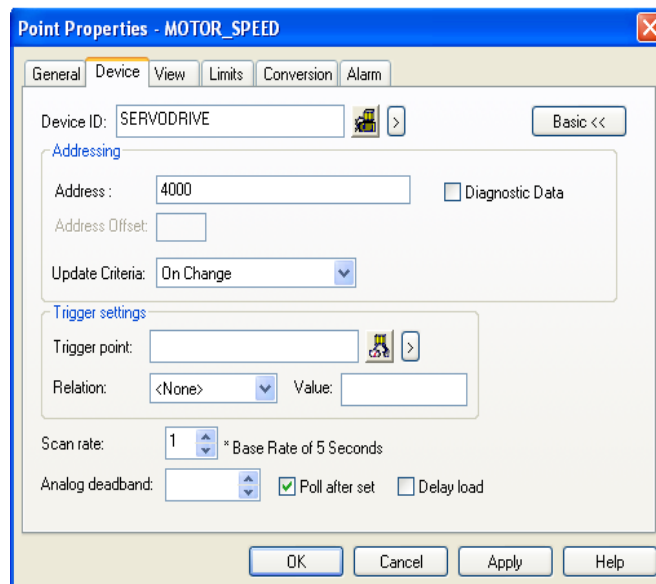 Point Properties - MOTOR_SPEED
General Device View Limits Conversion Alarm
Device ID: SERVODRIVE > Basic <<
Addressing
Address : 4000 Diagnostic Data
Address Offset:
Update Criteria: On Change
Trigger settings
Trigger point: >
Relation: <None> Value:
Scan rate: 1 * Base Rate of 5 Seconds
Analog deadband: Poll after set Delay load
OK Cancel Apply Help